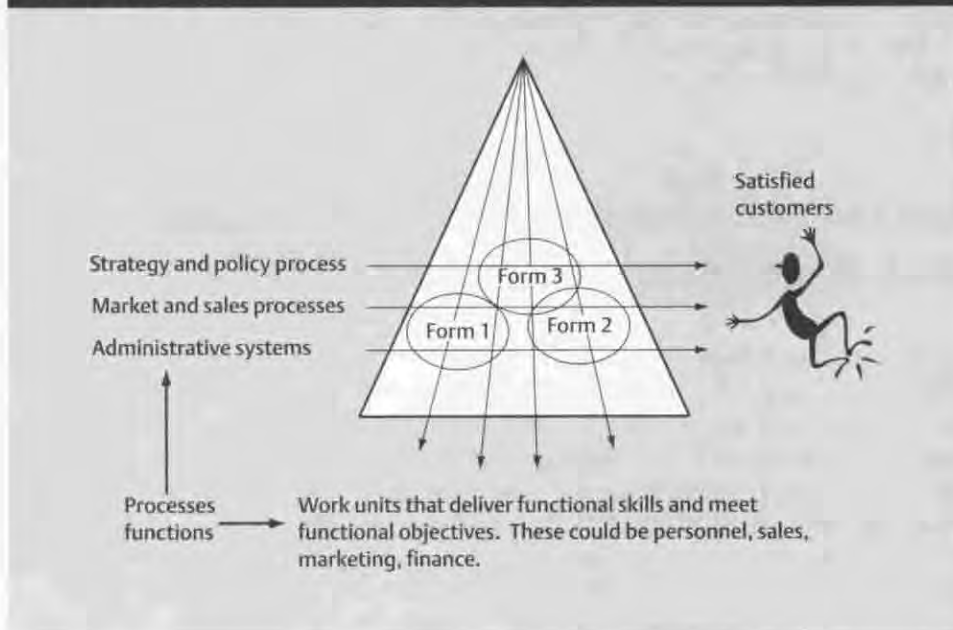 Satisfied
customers
Strategy and policy process
Form 3
Market and sales processes
Form 1
Form 2
Administrative systems
Processes
functions
Work units that deliver functional skills and meet
functional objectives. These could be personnel, sales,
marketing, finance.